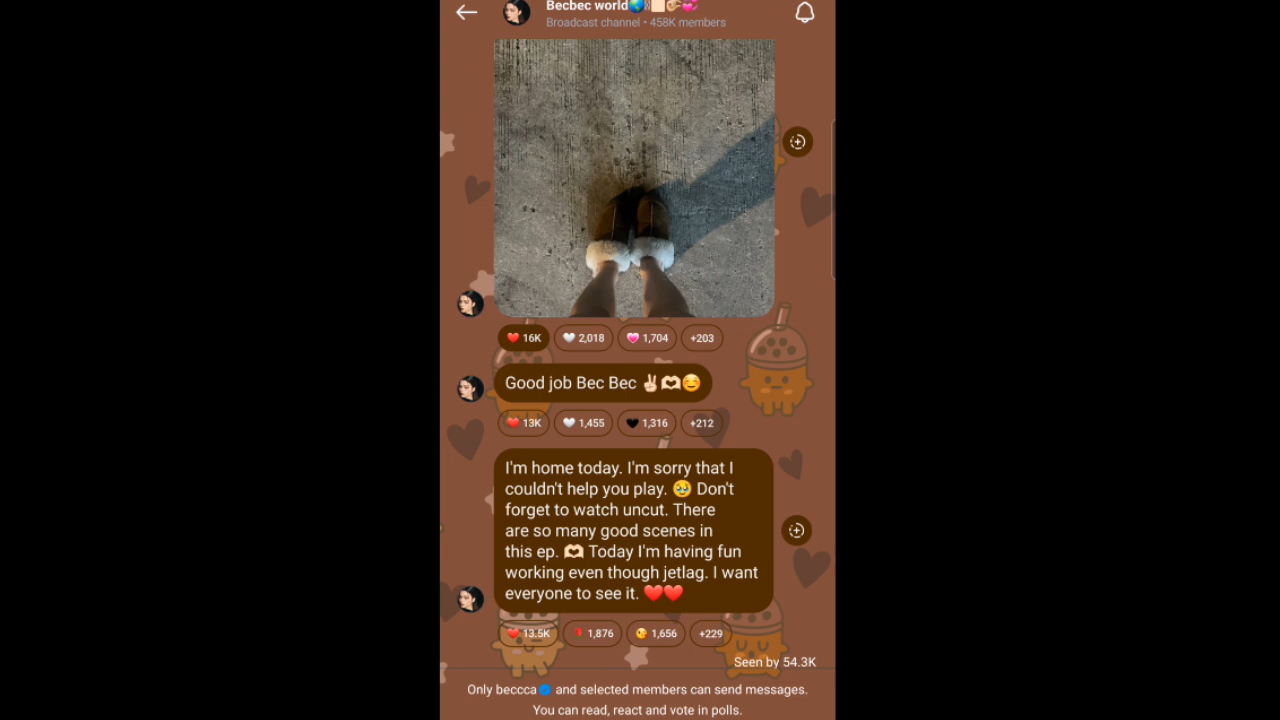 Becbec world🌏
Broadcast channel • 458K members
❤️ 16K 🤍 2,018 💗 1,704 +203
Good job Bec Bec ✌🏻🫶🏻☺️
❤️ 13K 🤍 1,455 🖤 1,316 +212
I'm home today. I'm sorry that I
couldn't help you play. 🥹 Don't
forget to watch uncut. There
are so many good scenes in
this ep. 🫶🏻 Today I'm having fun
working even though jetlag. I want
everyone to see it. ❤️❤️
❤️ 13.5K 🌹 1,876 😘 1,656 +229
Seen by 54.3K
Only beccca and selected members can send messages.
You can read, react and vote in polls.